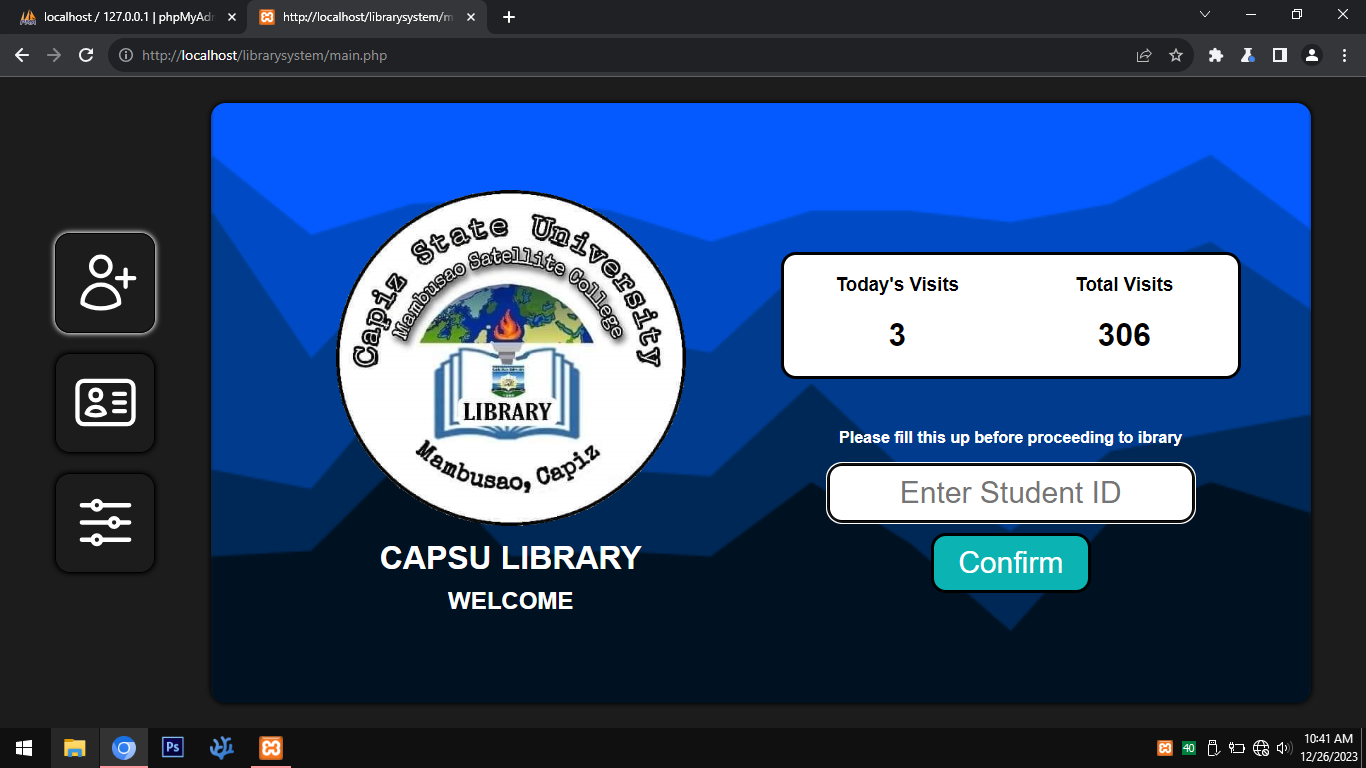 localhost / 127.0.0.1 | phpMyAdr
http://localhost/librarysystem/m
http://localhost/librarysystem/main.php
Capiz State University
Mambusao Satellite College
LIBRARY
Mambusao, Capiz
CAPSU LIBRARY
WELCOME
Today's Visits
Total Visits
3
306
Please fill this up before proceeding to ibrary
Enter Student ID
Confirm
Ps
40
10:41 AM
12/26/2023